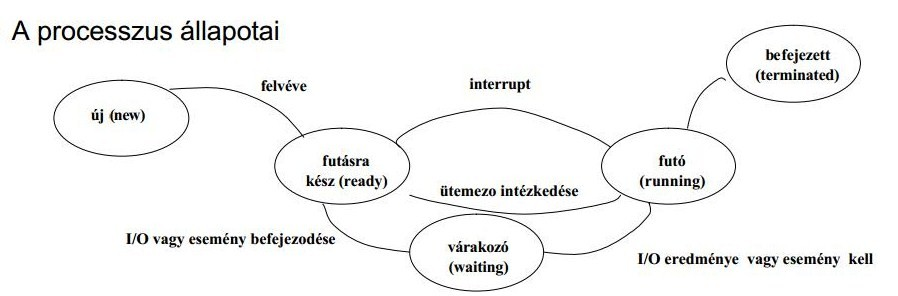 A processzus állapotai
befejezett
(terminated)
felvéve
interrupt
új (new)
futásra
kész (ready)
futó
(running)
ütemezo intézkedése
I/O vagy esemény befejezodése
várakozó
(waiting)
I/O eredménye vagy esemény kell